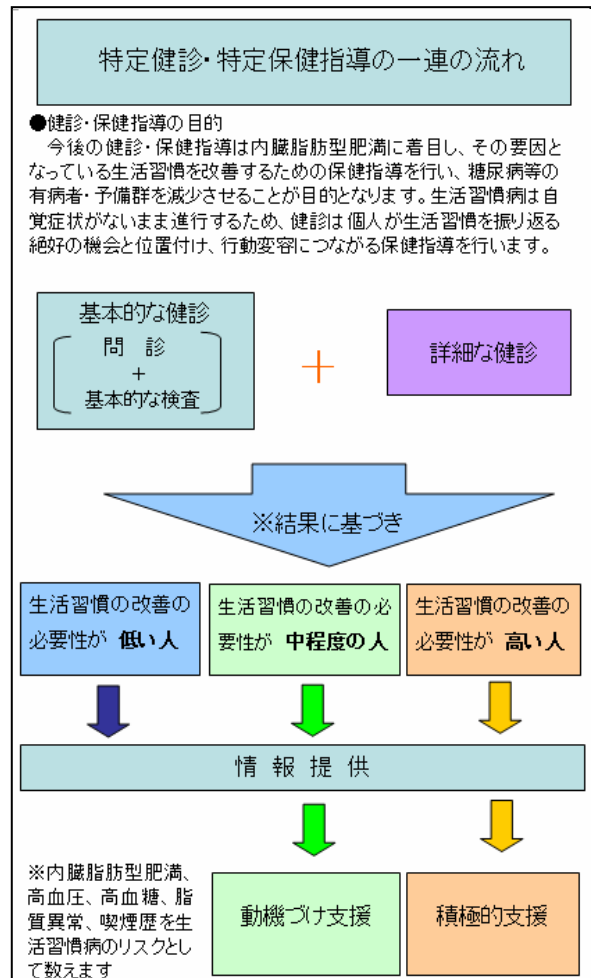 特定健診・特定保健指導の一連の流れ
●健診・保健指導の目的
今後の健診・保健指導は内臓脂肪型肥満に着目し、その要因と
なっている生活習慣を改善するための保健指導を行い、糖尿病等の
有病者・予備群を減少させることが目的となります。生活習慣病は自
覚症状がないまま進行するため、健診は個人が生活習慣を振り返る
絶好の機会と位置付け、行動変容につながる保健指導を行います。
基本的な健診
問 診
+
基本的な検査
+
詳細な健診
※結果に基づき
生活習慣の改善の
必要性が 低い人
生活習慣の改善の必
要性が 中程度の人
生活習慣の改善の
必要性が 高い人
情 報 提 供
※内臓脂肪型肥満、
高血圧、高血糖、脂
質異常、喫煙歴を生
活習慣病のリスクとし
て数えます
動機づけ支援
積極的支援